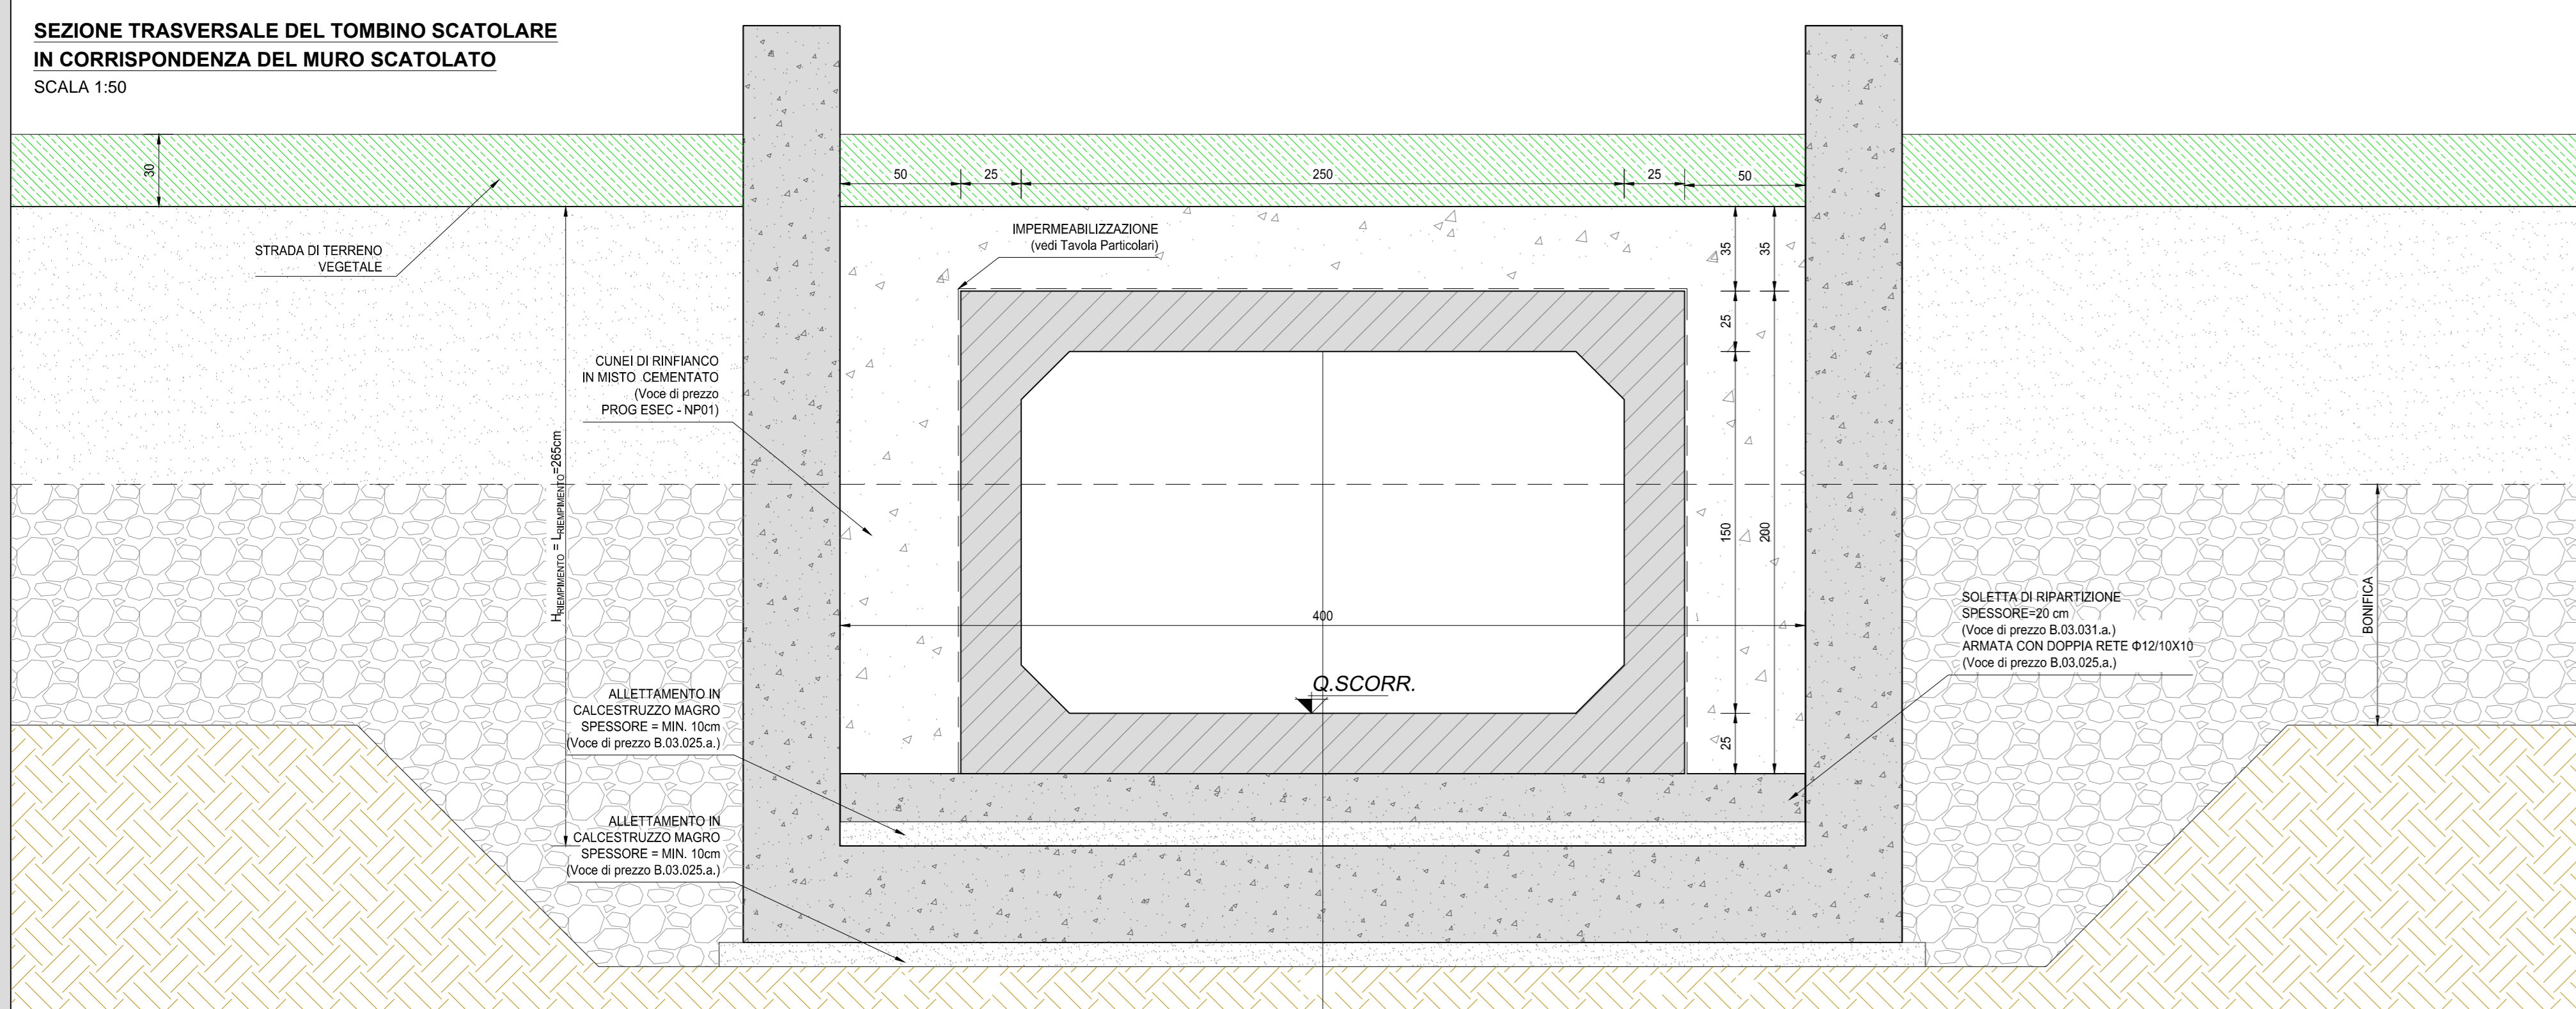 SEZIONE TRASVERSALE DEL TOMBINO SCATOLARE
IN CORRISPONDENZA DEL MURO SCATOLATO
SCALA 1:50
30
50
25
250
25
50
STRADA DI TERRENO
VEGETALE
IMPERMEABILIZZAZIONE
(vedi Tavola Particolari)
35
35
25
CUNEI DI RINFIANCO
IN MISTO CEMENTATO
(Voce di prezzo
PROG ESEC - NP01)
HRIEMPIMENTO = LRIEMPIMENTO=265cm
150
200
400
BONIFICA
SOLETTA DI RIPARTIZIONE
SPESSORE=20 cm
(Voce di prezzo B.03.031.a.)
ARMATA CON DOPPIA RETE Φ12/10X10
(Voce di prezzo B.03.025.a.)
Q.SCORR.
25
ALLETTAMENTO IN
CALCESTRUZZO MAGRO
SPESSORE = MIN. 10cm
(Voce di prezzo B.03.025.a.)
ALLETTAMENTO IN
CALCESTRUZZO MAGRO
SPESSORE = MIN. 10cm
(Voce di prezzo B.03.025.a.)